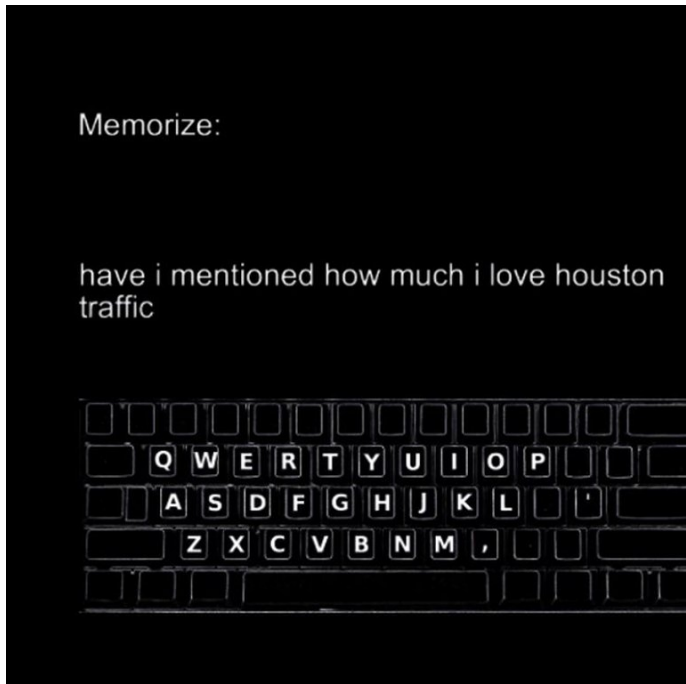 Memorize:
have i mentioned how much i love houston
traffic
Q W E R T Y U I O P
A S D F G H J K L '
Z X C V B N M ,